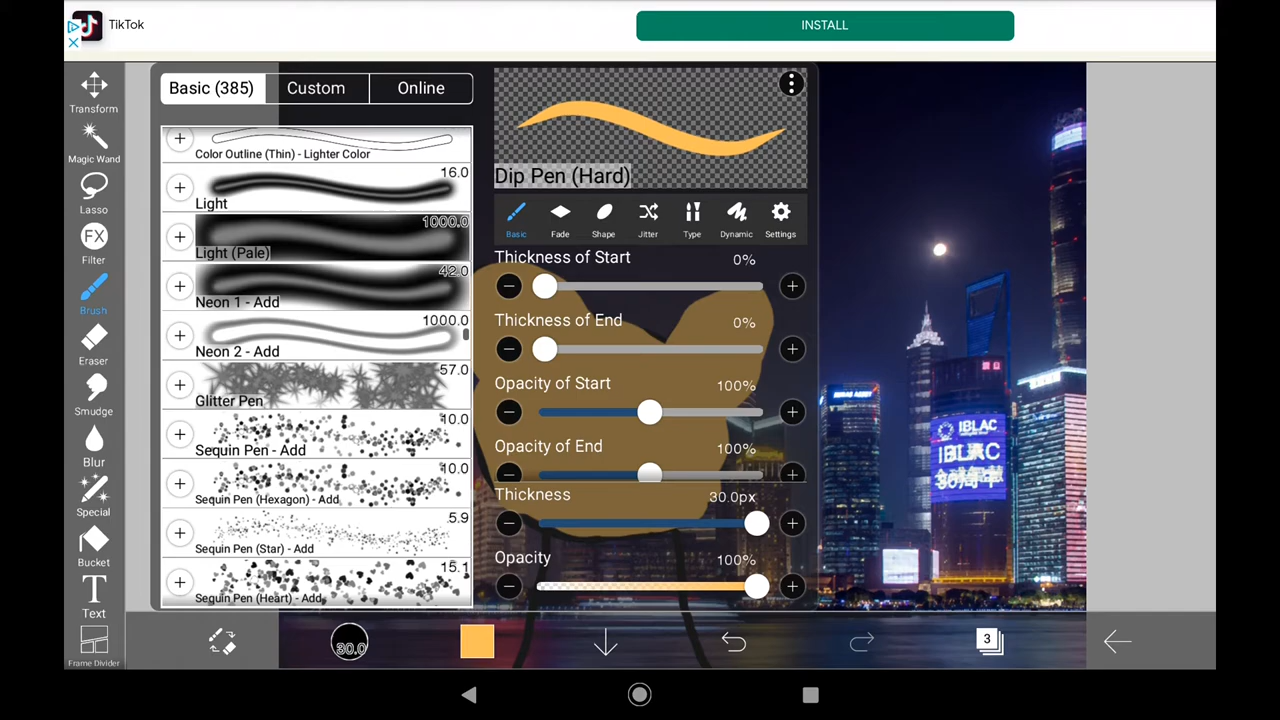 TikTok
INSTALL
Transform
Magic Wand
Lasso
FX
Filter
Brush
Eraser
Smudge
Blur
Special
Bucket
T
Text
Frame Divider
Basic (385)
Custom
Online
Color Outline (Thin) - Lighter Color
16.0
Light
1000.0
Light (Pale)
42.0
Neon 1 - Add
1000.0
Neon 2 - Add
57.0
Glitter Pen
10.0
Sequin Pen - Add
10.0
Sequin Pen (Hexagon) - Add
5.9
Sequin Pen (Star) - Add
15.1
Sequin Pen (Heart) - Add
Dip Pen (Hard)
Basic
Fade
Shape
Jitter
Type
Dynamic
Settings
Thickness of Start 0%
Thickness of End 0%
Opacity of Start 100%
Opacity of End 100%
Thickness 30.0px
Opacity 100%
IBLAC
IBLAC
30周年
30.0
3